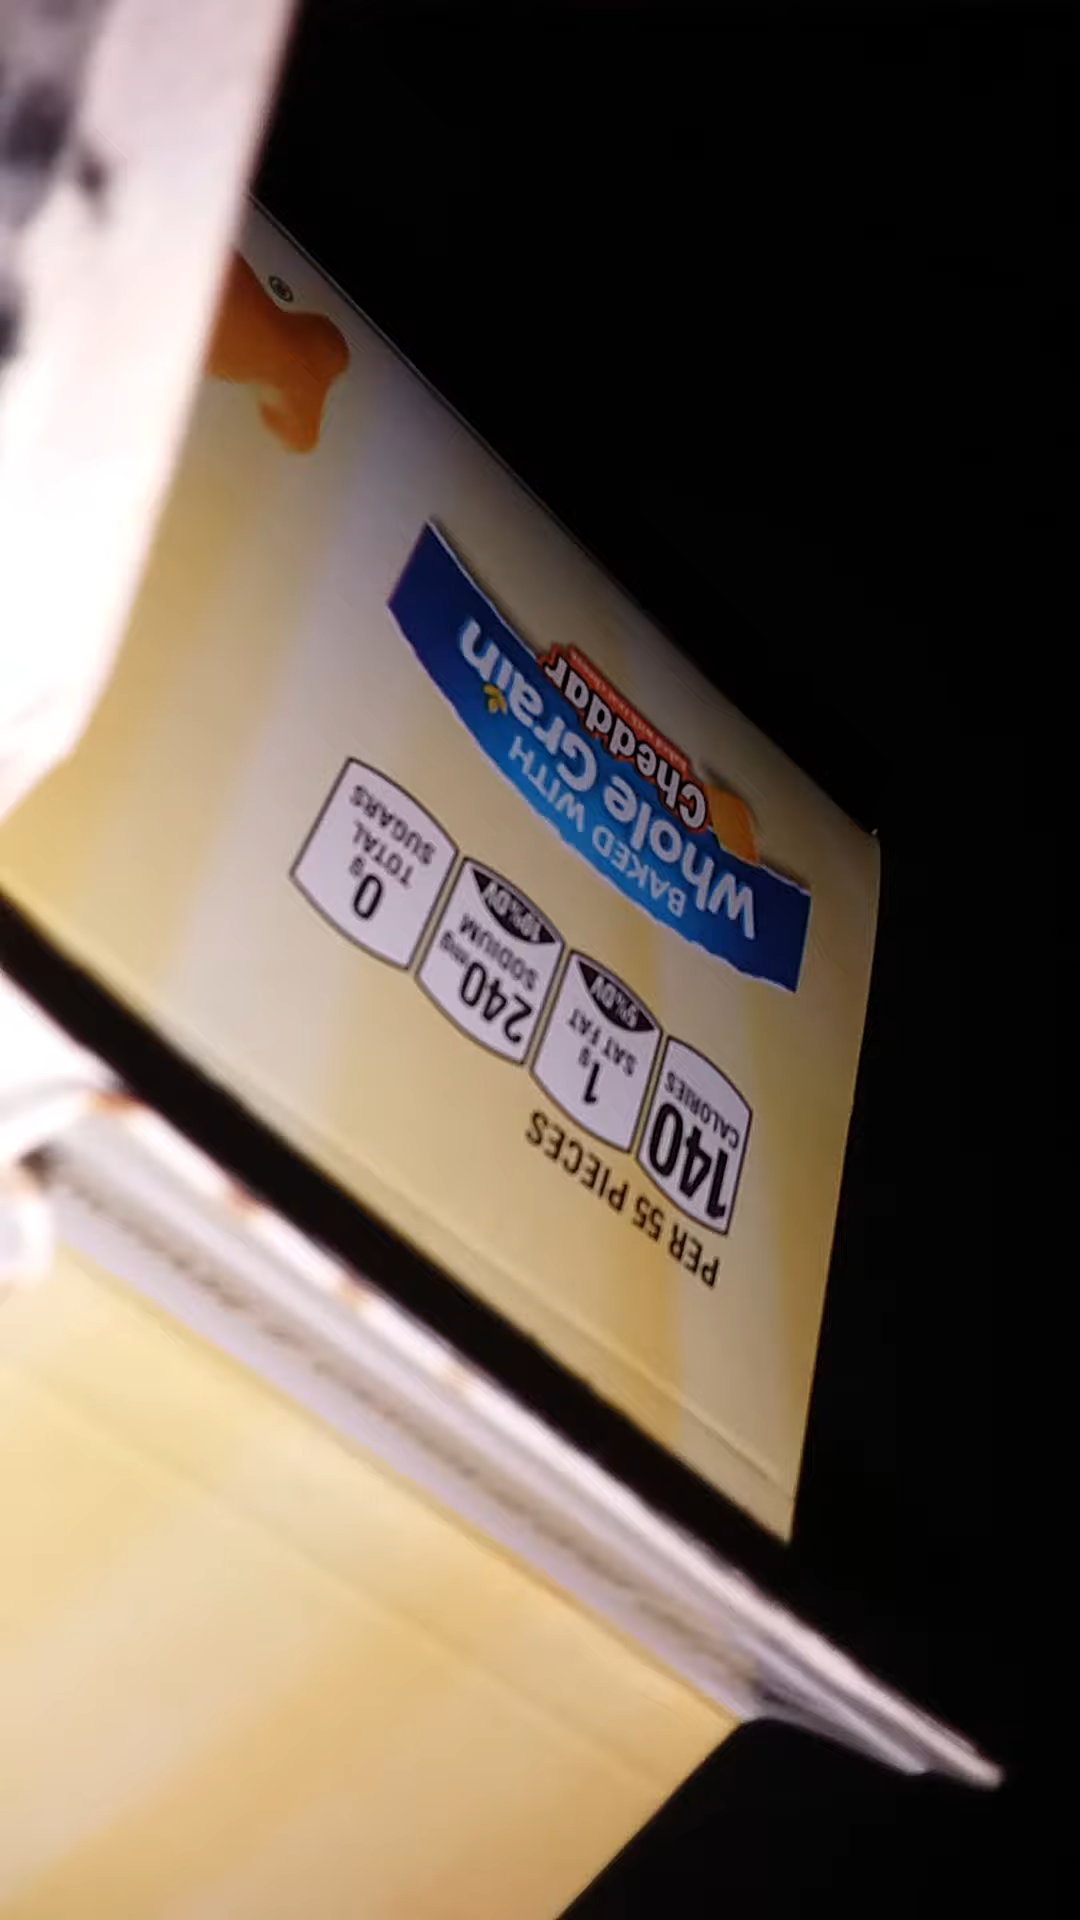 Cheddar
Whole Grain
BAKED WITH
PER 55 PIECES
140
CALORIES
1g
SAT FAT
5% DV
240mg
SODIUM
10% DV
0g
TOTAL
SUGARS
®